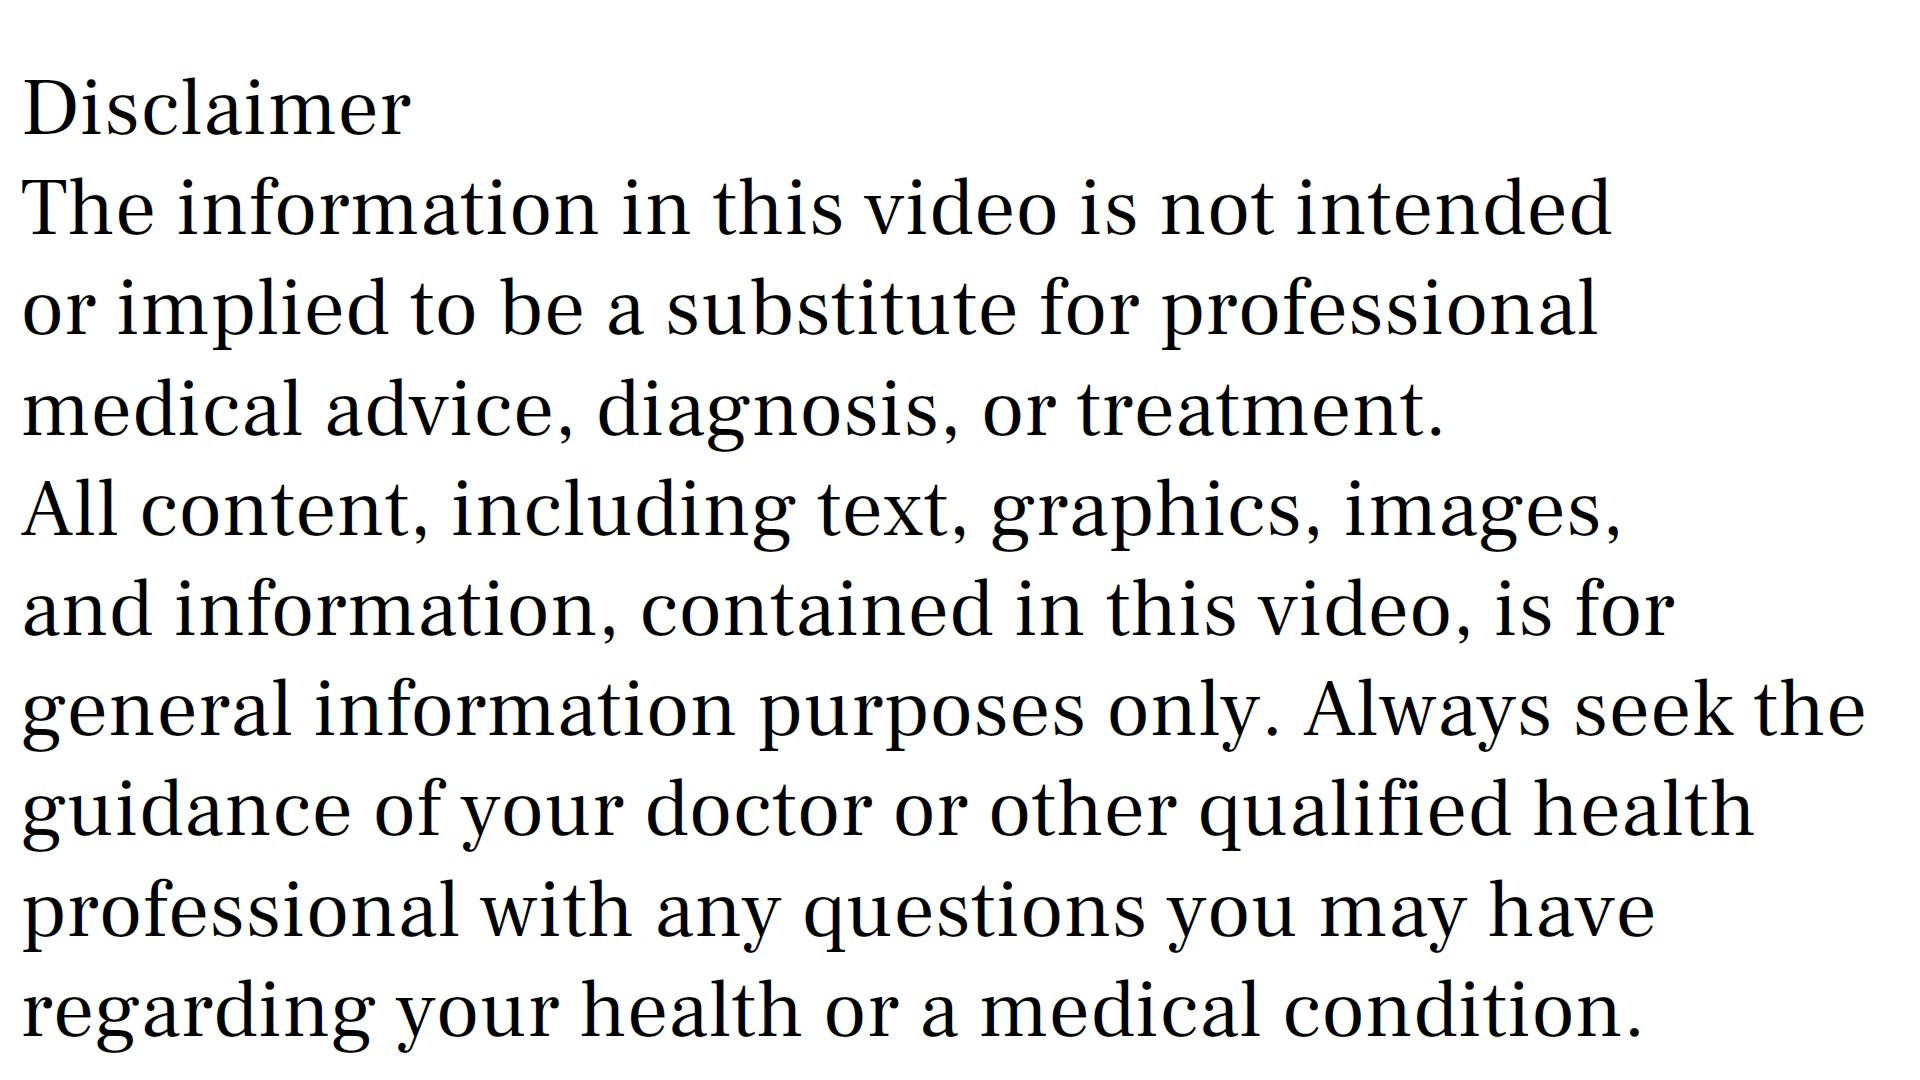 Disclaimer
The information in this video is not intended
or implied to be a substitute for professional
medical advice, diagnosis, or treatment.
All content, including text, graphics, images,
and information, contained in this video, is for
general information purposes only. Always seek the
guidance of your doctor or other qualified health
professional with any questions you may have
regarding your health or a medical condition.